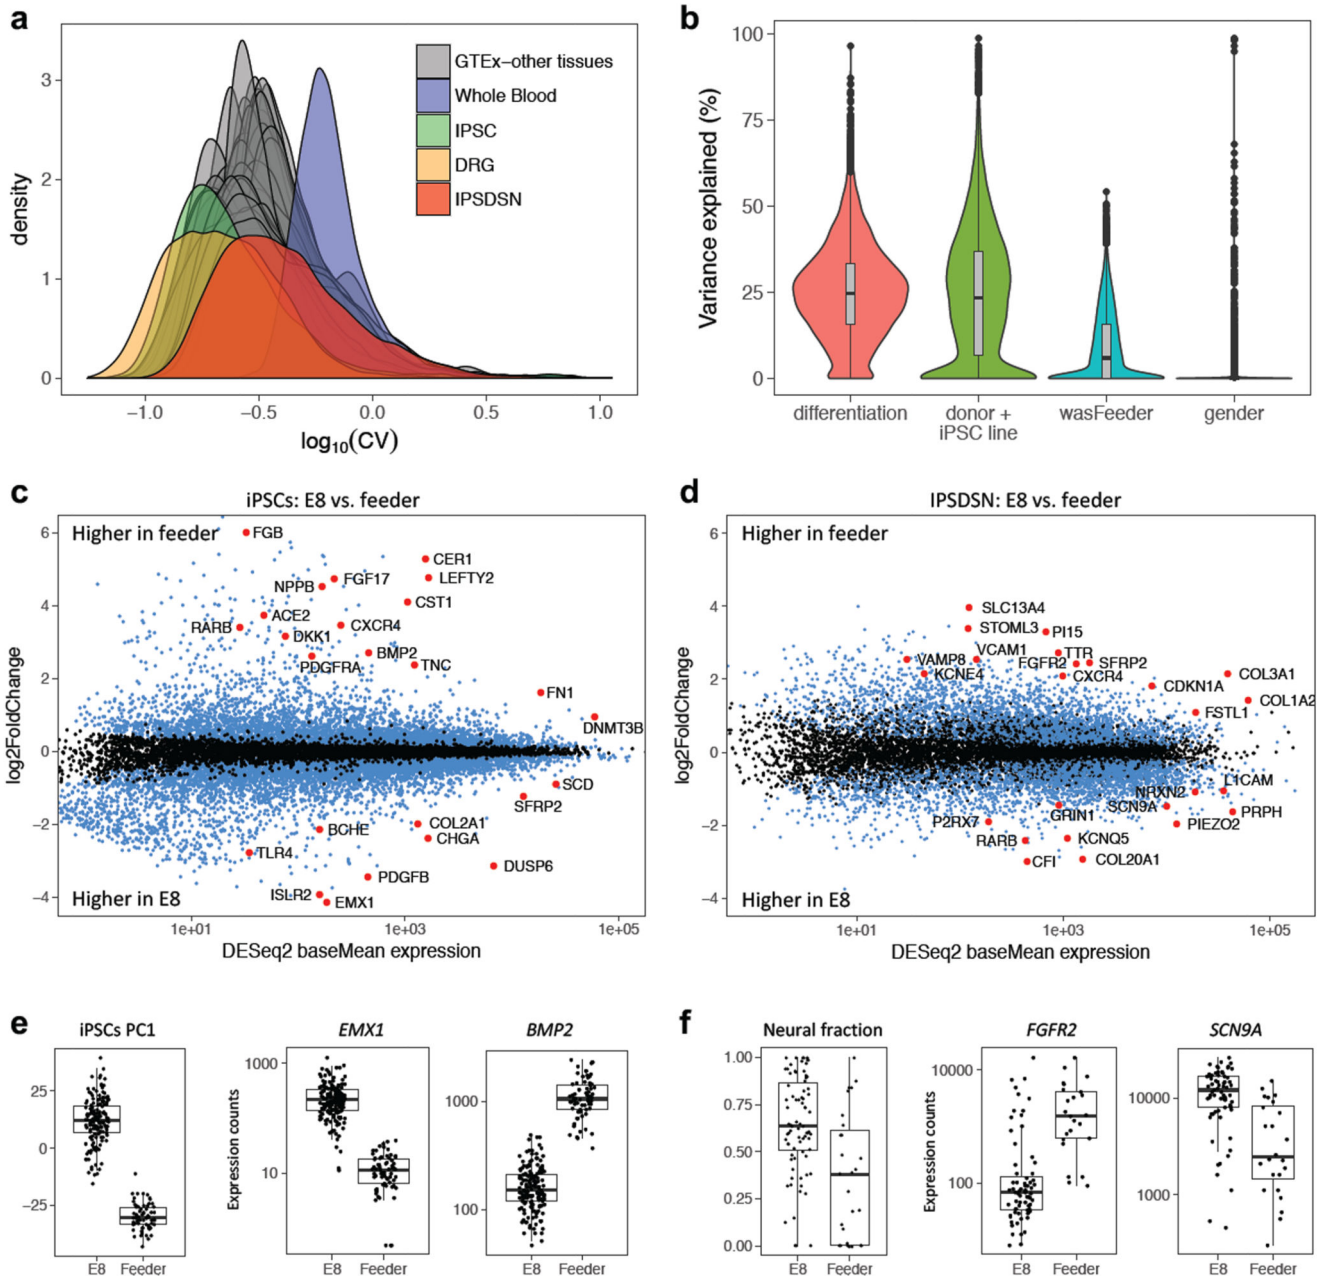 a
3
2
1
0
density
−1.0
−0.5
0.0
0.5
1.0
log10(CV)
GTEx−other tissues
Whole Blood
IPSC
DRG
IPSDSN
b
100
75
50
25
0
Variance explained (%)
differentiation
donor +
iPSC line
wasFeeder
gender
c
iPSCs: E8 vs. feeder
Higher in feeder
6
4
2
0
−2
−4
log2FoldChange
FGB
CER1
LEFTY2
FGF17
NPPB
CST1
ACE2
RARB
CXCR4
DKK1
BMP2
PDGFRA
TNC
FN1
DNMT3B
SCD
SFRP2
COL2A1
BCHE
CHGA
TLR4
DUSP6
PDGFB
ISLR2
EMX1
Higher in E8
1e+01
1e+03
1e+05
DESeq2 baseMean expression
d
IPSDSN: E8 vs. feeder
Higher in feeder
6
4
2
0
−2
−4
log2FoldChange
SLC13A4
STOML3
PI15
VCAM1
TTR
VAMP8
FGFR2
SFRP2
KCNE4
CXCR4
COL3A1
CDKN1A
COL1A2
FSTL1
L1CAM
NRXN2
SCN9A
GRIN1
PRPH
P2RX7
PIEZO2
RARB
KCNQ5
CFI
COL20A1
Higher in E8
1e+01
1e+03
1e+05
DESeq2 baseMean expression
e
iPSCs PC1
25
0
−25
E8 Feeder
EMX1
Expression counts
1000
10
E8 Feeder
BMP2
1000
100
E8 Feeder
f
Neural fraction
1.00
0.75
0.50
0.25
0.00
E8 Feeder
FGFR2
Expression counts
10000
100
E8 Feeder
SCN9A
10000
1000
E8 Feeder